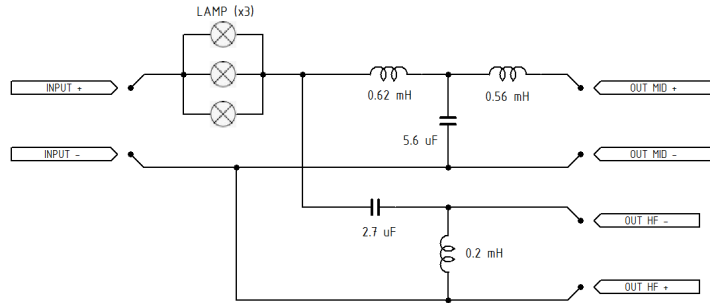 LAMP (x3)
INPUT +
0.62 mH
0.56 mH
OUT MID +
5.6 uF
INPUT -
OUT MID -
2.7 uF
OUT HF -
0.2 mH
OUT HF +